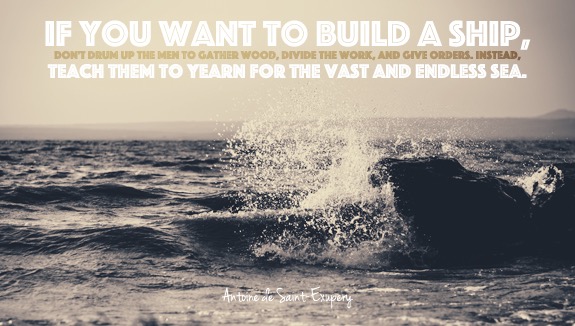 IF YOU WANT TO BUILD A SHIP,
DON'T DRUM UP THE MEN TO GATHER WOOD, DIVIDE THE WORK, AND GIVE ORDERS. INSTEAD,
TEACH THEM TO YEARN FOR THE VAST AND ENDLESS SEA.
Antoine de Saint-Exupery